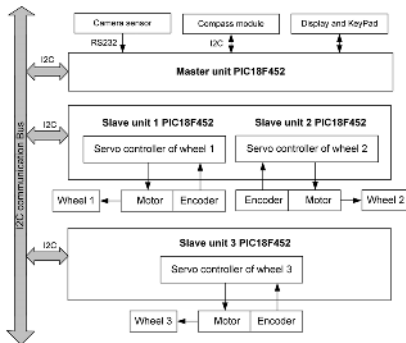 Camera sensor
Compass module
Display and KeyPad
RS232
I2C
I2C
Master unit PIC18F452
I2C
Slave unit 1 PIC18F452
Slave unit 2 PIC18F452
Servo controller of wheel 1
Servo controller of wheel 2
Wheel 1
Motor
Encoder
Encoder
Motor
Wheel 2
I2C communication Bus
Slave unit 3 PIC18F452
I2C
Servo controller of wheel 3
Wheel 3
Motor
Encoder